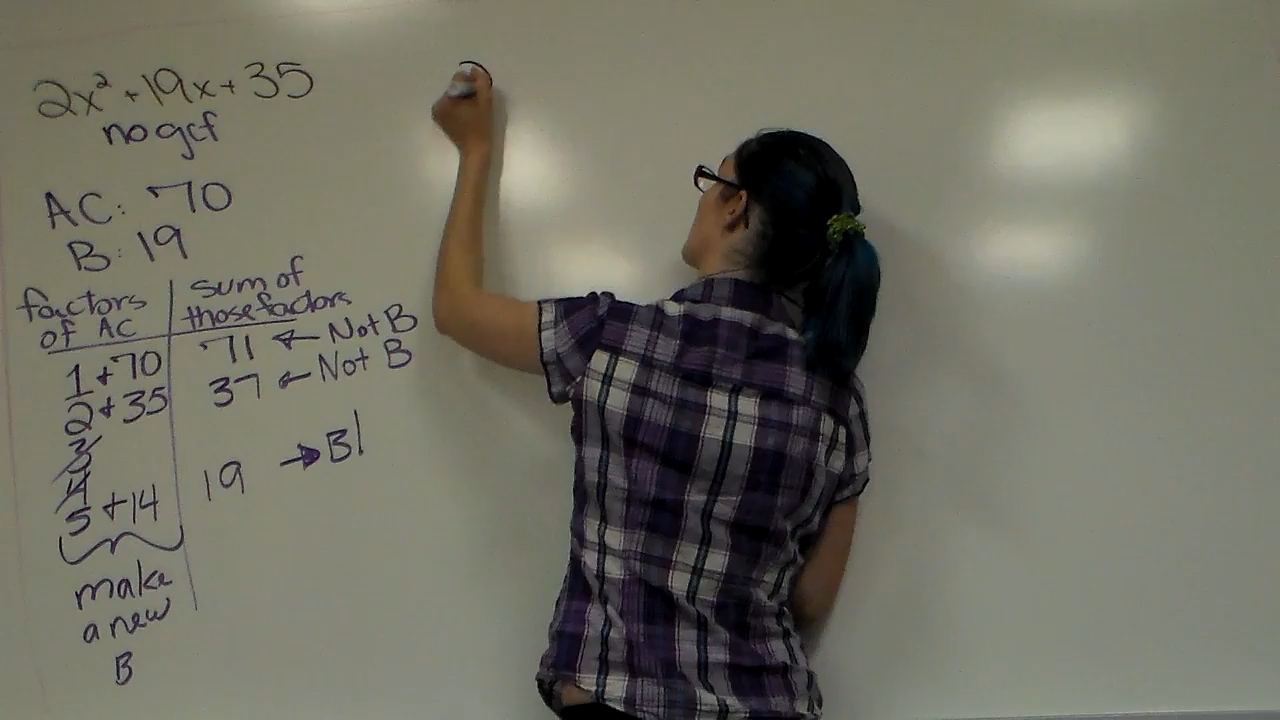 2x² + 19x + 35
no gcf
AC: 70
B: 19
factors of AC | sum of those factors
1 + 70 | 71 ← Not B
2 + 35 | 37 ← Not B
3
4
5 + 14 | 19 → B!
make
a new
B